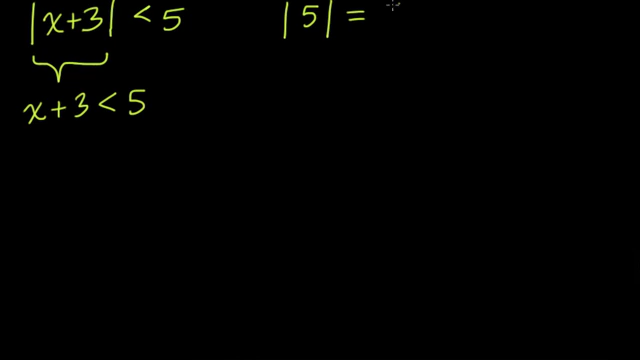 |x+3| < 5 |5| =
x+3 < 5